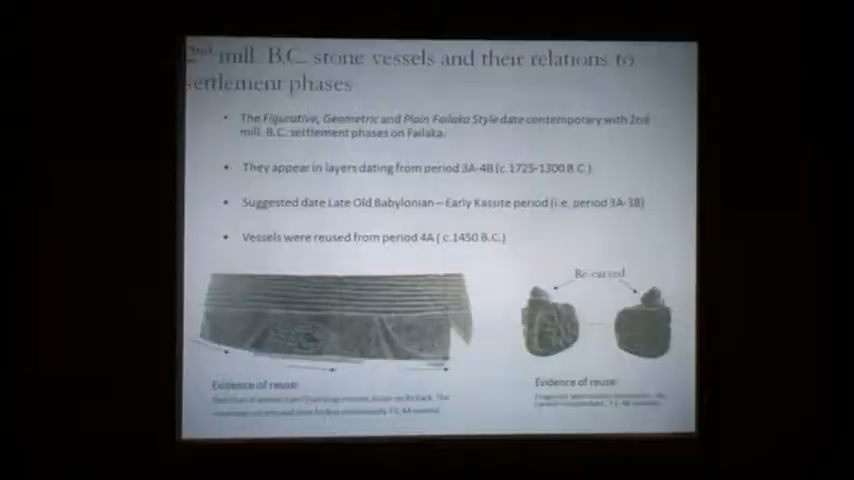 2nd mill. B.C. stone vessels and their relations to
settlement phases
• The Figurative, Geometric and Plain Failaka Style date contemporary with 2nd
mill. B.C. settlement phases on Failaka.
• They appear in layers dating from period 3A-4B (c.1725-1300 B.C.)
• Suggested date Late Old Babylonian – Early Kassite period (i.e. period 3A-3B)
• Vessels were reused from period 4A ( c.1450 B.C.)
Re-carved
Evidence of reuse:
Evidence of reuse: